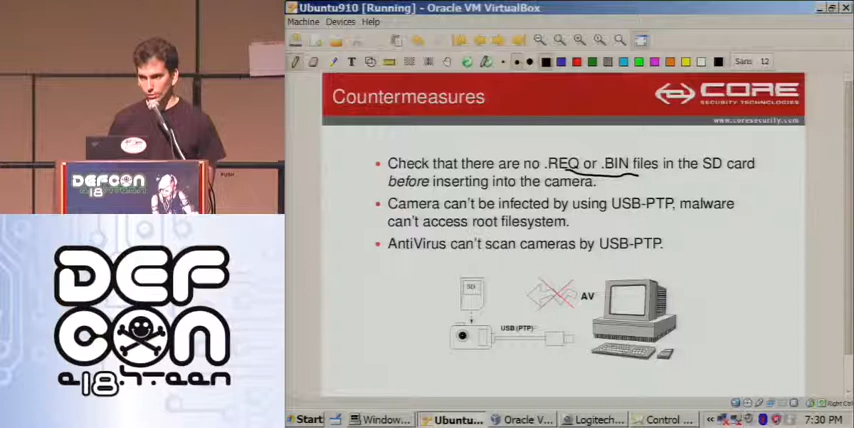 Ubuntu910 [Running] - Oracle VM VirtualBox
Machine Devices Help
T
Sans 12
Countermeasures
CORE
SECURITY TECHNOLOGIES
www.coresecurity.com
• Check that there are no .REQ or .BIN files in the SD card
before inserting into the camera.
• Camera can't be infected by using USB-PTP, malware
can't access root filesystem.
• AntiVirus can't scan cameras by USB-PTP.
SD
AV
USB (PTP)
Start
Window...
Ubuntu...
Oracle V...
Logitech...
Control ...
Right Ctrl
7:30 PM
PUSH
DEFCON
18
DEF
CON
e18hteen